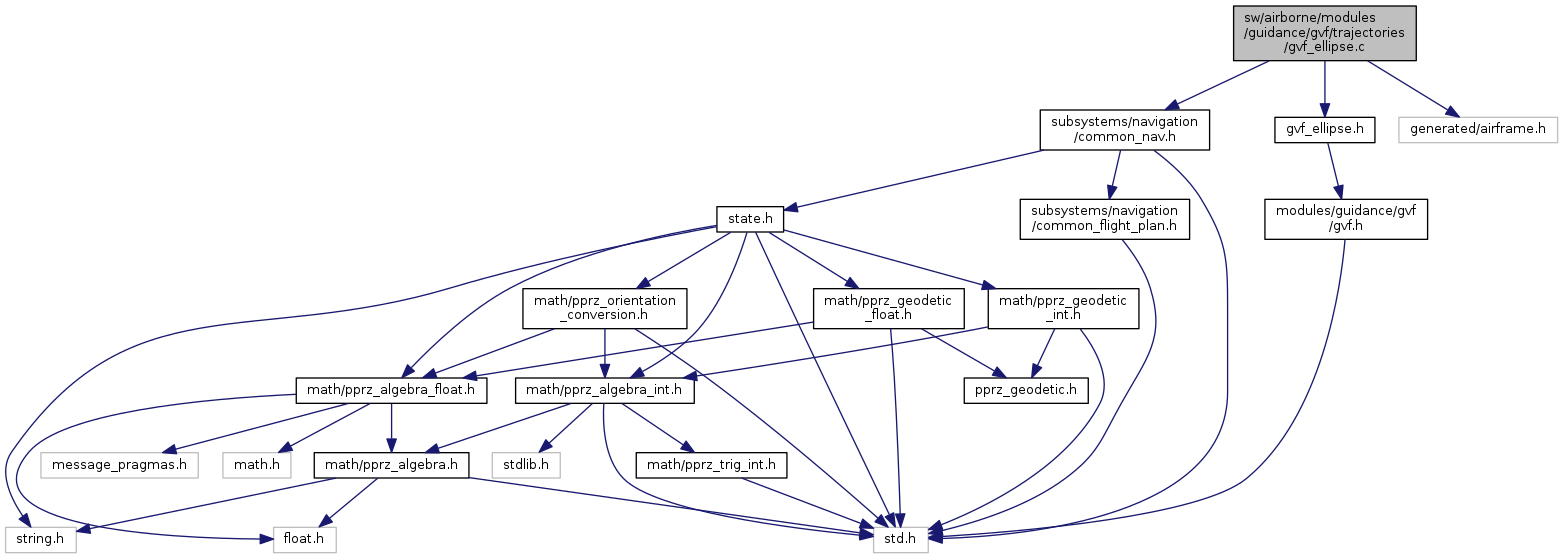 sw/airborne/modules
/guidance/gvf/trajectories
/gvf_ellipse.c
subsystems/navigation
/common_nav.h
gvf_ellipse.h
generated/airframe.h
state.h
subsystems/navigation
/common_flight_plan.h
modules/guidance/gvf
/gvf.h
math/pprz_orientation
_conversion.h
math/pprz_geodetic
_float.h
math/pprz_geodetic
_int.h
math/pprz_algebra_float.h
math/pprz_algebra_int.h
pprz_geodetic.h
message_pragmas.h
math.h
math/pprz_algebra.h
stdlib.h
math/pprz_trig_int.h
string.h
float.h
std.h